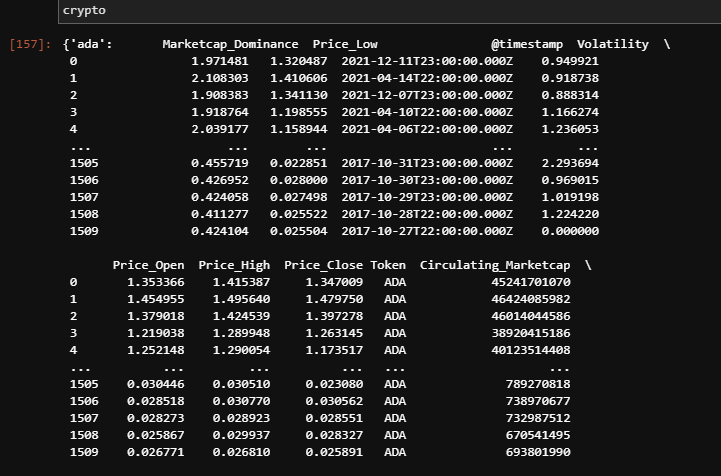 crypto
[157]: {'ada':       Marketcap_Dominance  Price_Low                @timestamp  Volatility  \
0                1.971481   1.320487  2021-12-11T23:00:00.000Z    0.949921
1                2.108303   1.410606  2021-04-14T22:00:00.000Z    0.918738
2                1.908383   1.341130  2021-12-07T23:00:00.000Z    0.888314
3                1.918764   1.198555  2021-04-10T22:00:00.000Z    1.166274
4                2.039177   1.158944  2021-04-06T22:00:00.000Z    1.236053
...                   ...        ...                       ...         ...
1505             0.455719   0.022851  2017-10-31T23:00:00.000Z    2.293694
1506             0.426952   0.028000  2017-10-30T23:00:00.000Z    0.969015
1507             0.424058   0.027498  2017-10-29T23:00:00.000Z    1.019198
1508             0.411277   0.025522  2017-10-28T22:00:00.000Z    1.224220
1509             0.424104   0.025504  2017-10-27T22:00:00.000Z    0.000000
Price_Open  Price_High  Price_Close Token  Circulating_Marketcap  \
0       1.353366    1.415387     1.347009   ADA            45241701070
1       1.454955    1.495640     1.479750   ADA            46424085982
2       1.379018    1.424539     1.397278   ADA            46014044586
3       1.219038    1.289948     1.263145   ADA            38920415186
4       1.252148    1.290054     1.173517   ADA            40123514408
...          ...         ...          ...   ...                    ...
1505    0.030446    0.030510     0.023080   ADA              789270818
1506    0.028518    0.030770     0.030562   ADA              738970677
1507    0.028273    0.028923     0.028551   ADA              732987512
1508    0.025867    0.029937     0.028327   ADA              670541495
1509    0.026771    0.026810     0.025891   ADA              693801990